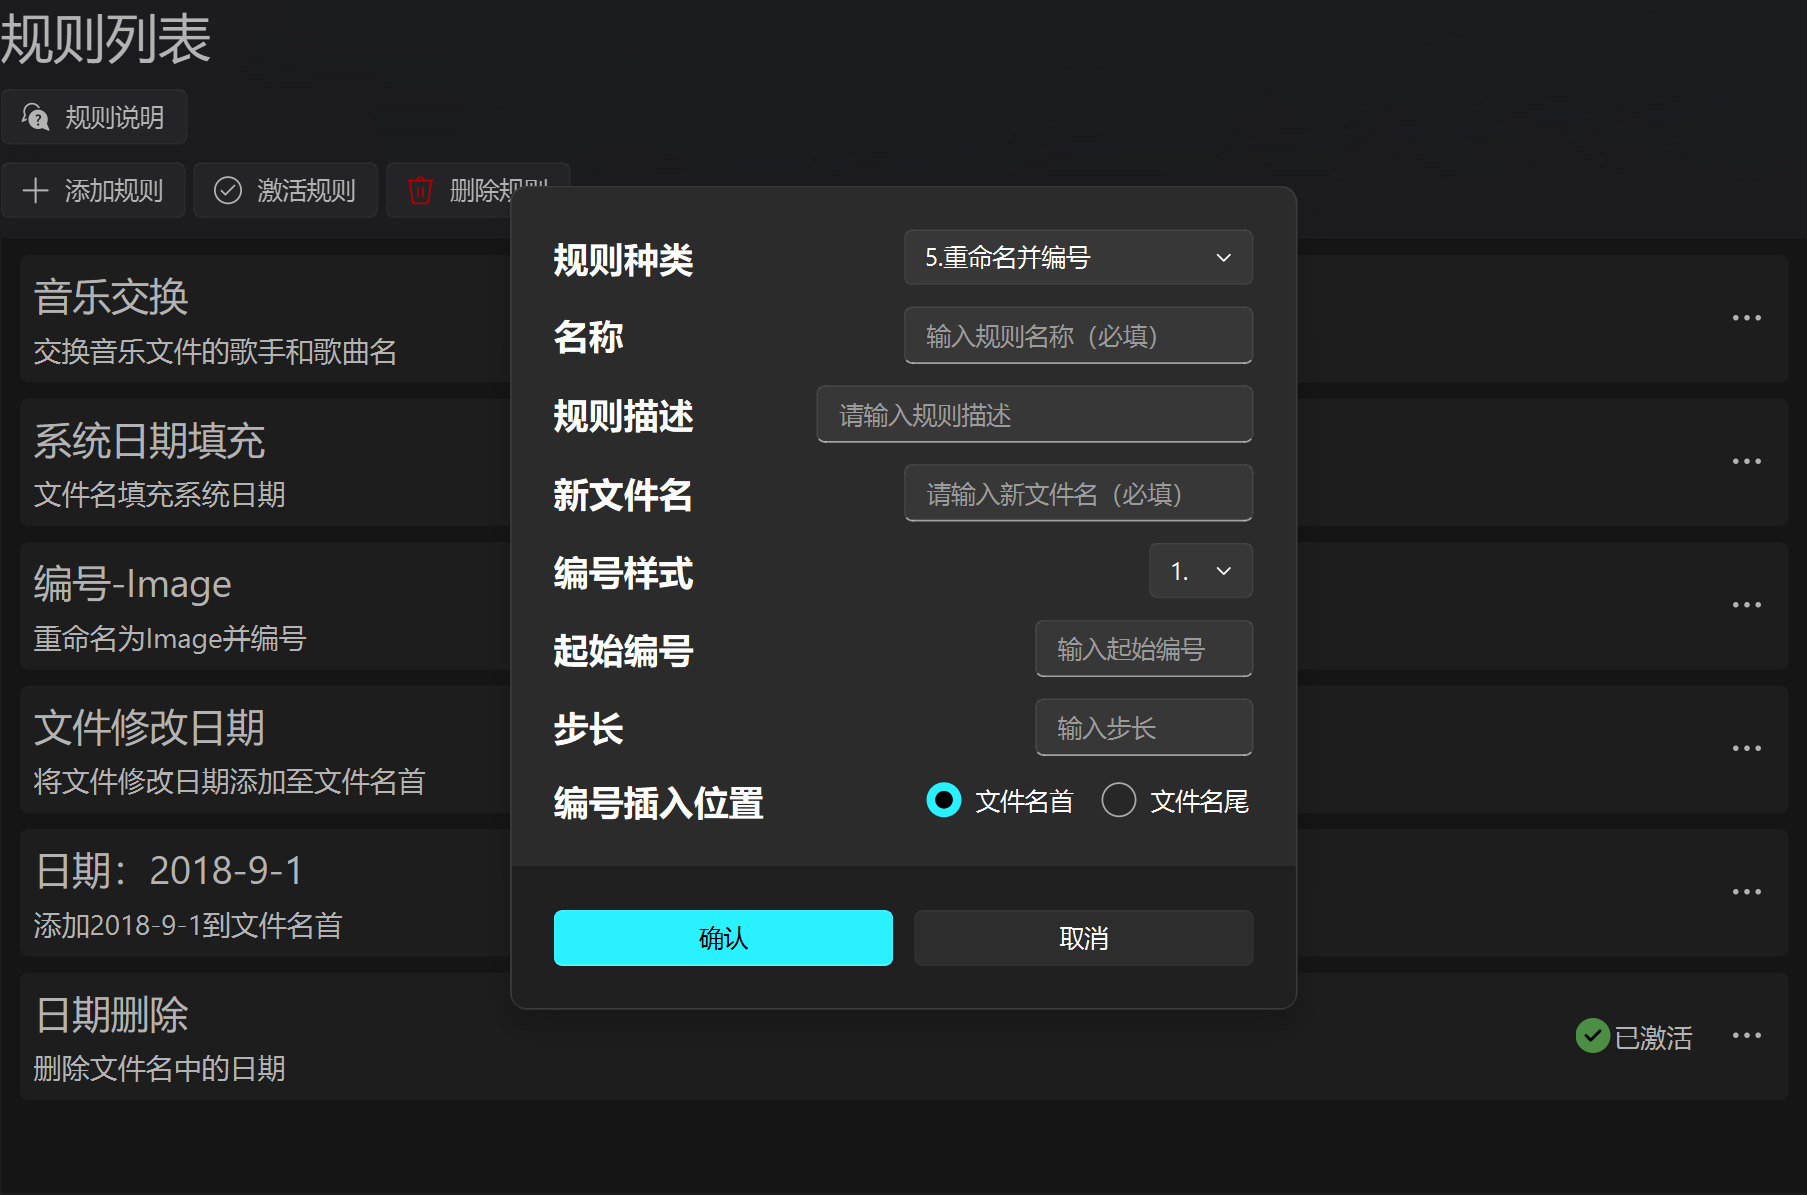 规则列表
规则说明
添加规则
激活规则
删除规则
音乐交换
交换音乐文件的歌手和歌曲名
系统日期填充
文件名填充系统日期
编号-Image
重命名为Image并编号
文件修改日期
将文件修改日期添加至文件名首
日期：2018-9-1
添加2018-9-1到文件名首
日期删除
删除文件名中的日期
已激活
规则种类
5.重命名并编号
名称
输入规则名称（必填）
规则描述
请输入规则描述
新文件名
请输入新文件名（必填）
编号样式
1.
起始编号
输入起始编号
步长
输入步长
编号插入位置
文件名首
文件名尾
确认
取消